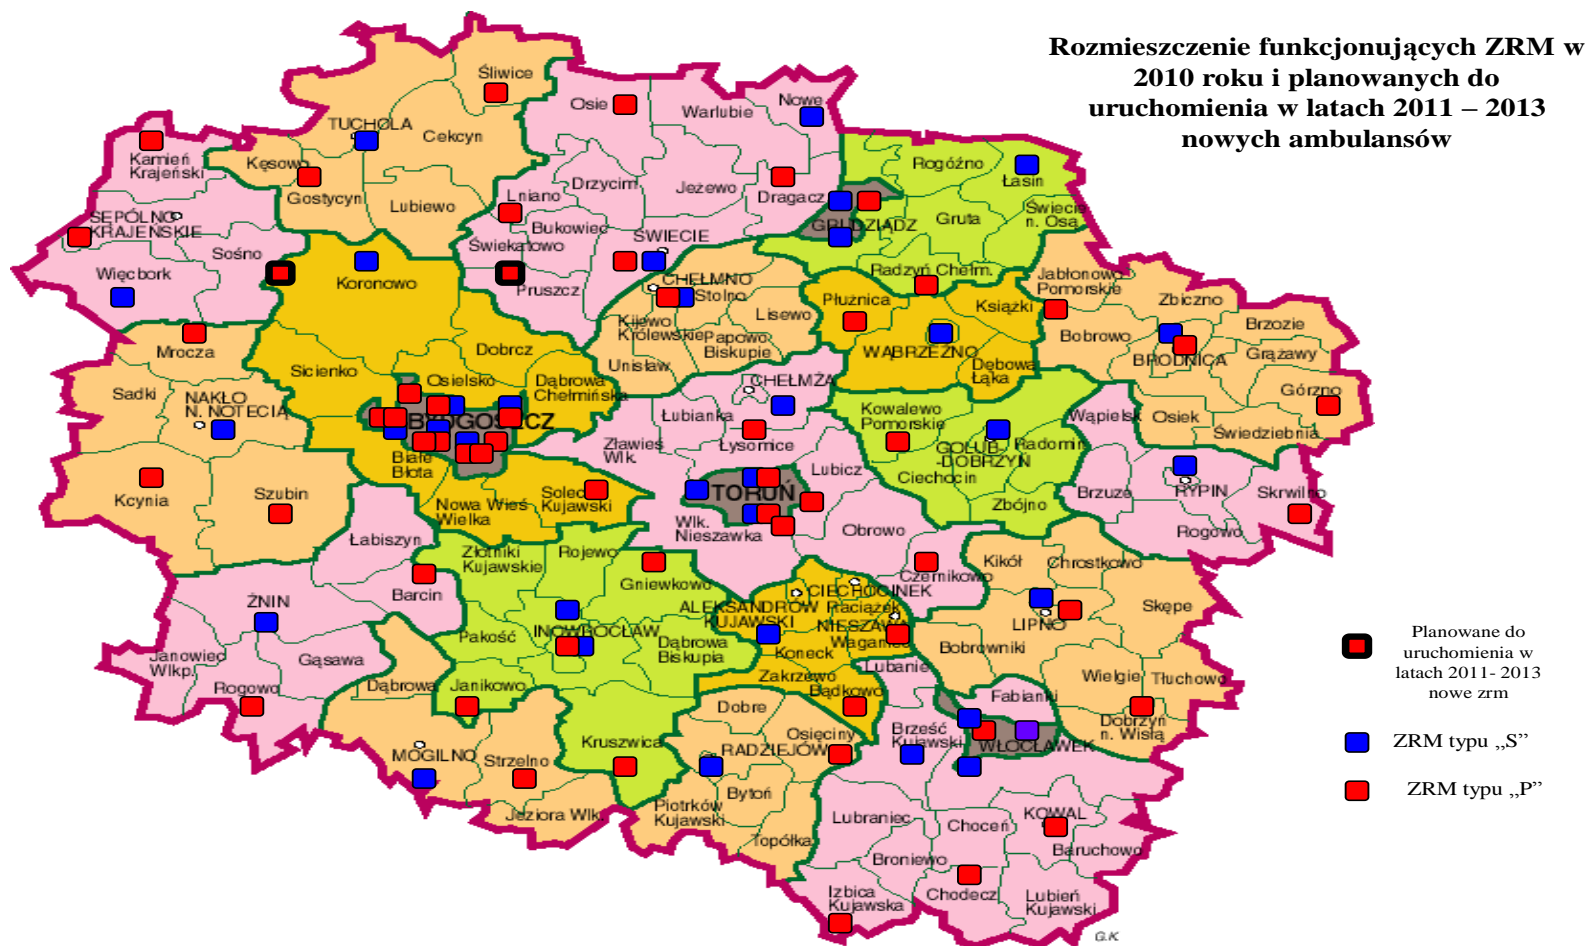 Rozmieszczenie funkcjonujących ZRM w
2010 roku i planowanych do
uruchomienia w latach 2011 – 2013
nowych ambulansów
Śliwice
Osie
Warlubie
Nowe
TUCHOLA
Cekcyn
Kamień
Krajeński
Kęsowo
Gostycyn
Lubiewo
Drzycim
Lniano
Jeżewo
Dragacz
Rogóźno
Łasin
Bukowiec
ŚWIECIE
GRUDZIĄDZ
Gruta
Świecie
n. Osą
SĘPÓLNO
KRAJEŃSKIE
Sośno
Świekatowo
Więcbork
Koronowo
Pruszcz
CHEŁMNO
Stolno
Radzyń Chełm.
Jabłonowo
Pomorskie
Płużnica
Książki
Zbiczno
Lisewo
Kijewo
Królewskie
Papowo
Biskupie
Bobrowo
Brzozie
Mrocza
Dobrcz
WĄBRZEŹNO
BRODNICA
Grążawy
Unisław
Dębowa
Łąka
Sicienko
Osielsko
Dąbrowa
Chełmińska
CHEŁMŻA
Sadki
NAKŁO
N. NOTECIĄ
Górzno
BYDGOSZCZ
Łubianka
Kowalewo
Pomorskie
Wąpielsk
Osiek
Świedziebnia
Zławieś
Wlk.
Łysomice
GOLUB-
-DOBRZYŃ
Radomin
Białe
Błota
Lubicz
Ciechocin
Kcynia
Szubin
Nowa Wieś
Wielka
Solec
Kujawski
TORUŃ
Brzuze
RYPIN
Skrwilno
Zbójno
Wlk.
Nieszawka
Obrowo
Rogowo
Łabiszyn
Złotniki
Kujawskie
Rojewo
Gniewkowo
Czernikowo
Kikół
Chrostkowo
Barcin
CIECHOCINEK
ŻNIN
ALEKSANDRÓW
KUJAWSKI
Raciążek
NIESZAWA
Skępe
LIPNO
Pakość
INOWROCŁAW
Dąbrowa
Biskupia
Koneck
Waganiec
Bobrowniki
Janowiec
Wlkp.
Gąsawa
Lubanie
Zakrzewo
Bądkowo
Wielgie
Tłuchowo
Rogowo
Dąbrowa
Janikowo
Fabianki
Dobre
Osięciny
Brześć
Kujawski
WŁOCŁAWEK
Dobrzyń
n. Wisłą
MOGILNO
Strzelno
Kruszwica
RADZIEJÓW
Bytoń
Jeziora Wlk.
Piotrków
Kujawski
Topólka
Lubraniec
Choceń
KOWAL
Baruchowo
Broniewo
Izbica
Kujawska
Chodecz
Lubień
Kujawski
G.K
Planowane do
uruchomienia w
latach 2011- 2013
nowe zrm
ZRM typu „S”
ZRM typu „P”